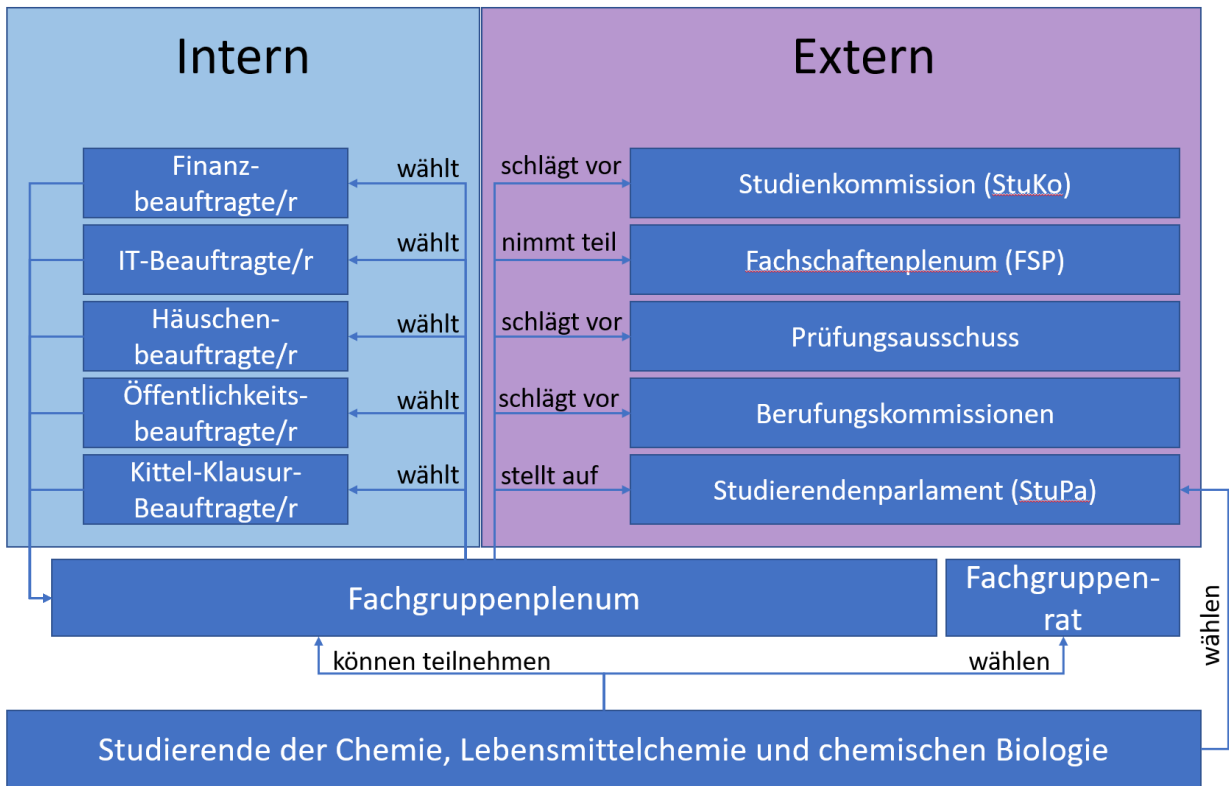 Intern
Extern
Finanz-
beauftragte/r
wählt
schlägt vor
Studienkommission (StuKo)
IT-Beauftragte/r
wählt
nimmt teil
Fachschaftenplenum (FSP)
Häuschen-
beauftragte/r
wählt
schlägt vor
Prüfungsausschuss
Öffentlichkeits-
beauftragte/r
wählt
schlägt vor
Berufungskommissionen
Kittel-Klausur-
Beauftragte/r
wählt
stellt auf
Studierendenparlament (StuPa)
Fachgruppenplenum
Fachgruppen-
rat
wählen
können teilnehmen
wählen
Studierende der Chemie, Lebensmittelchemie und chemischen Biologie